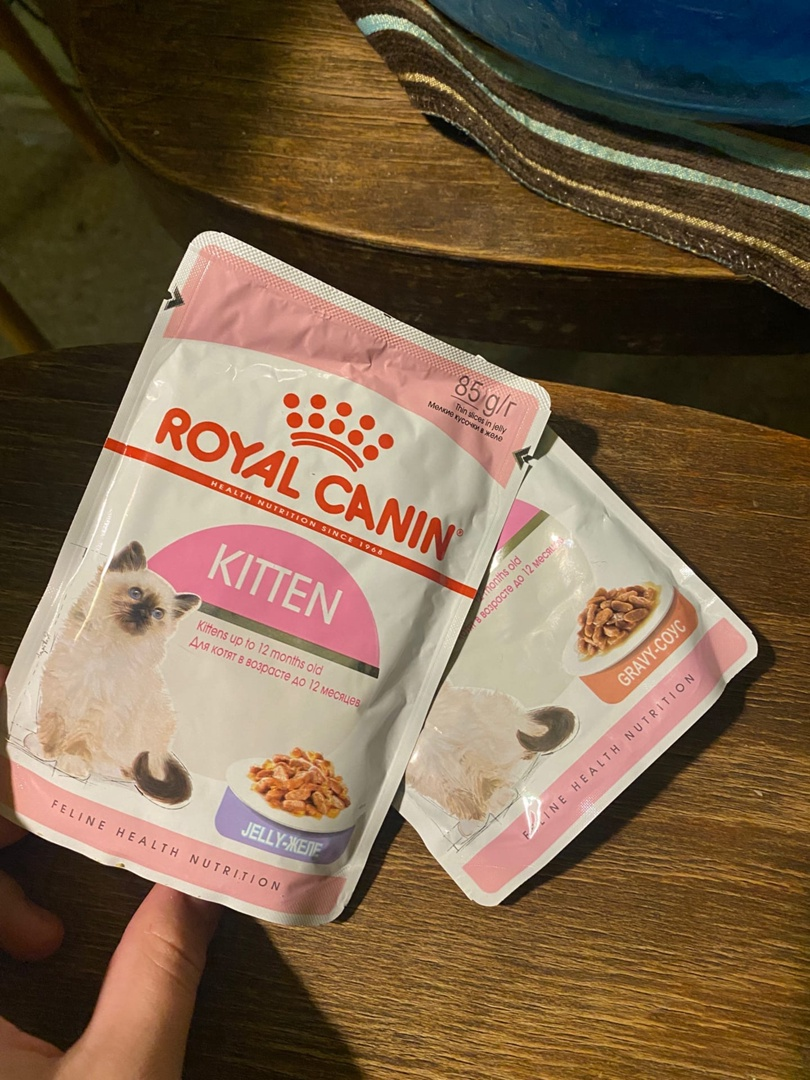 85 g/г
Thin slices in jelly
Мелкие кусочки в желе
ROYAL CANIN®
HEALTH NUTRITION SINCE 1968
KITTEN
Kittens up to 12 months old
Для котят в возрасте до 12 месяцев
JELLY-ЖЕЛЕ
FELINE HEALTH NUTRITION
months old
в возрасте до 12 месяцев
GRAVY-СОУС
FELINE HEALTH NUTRITION